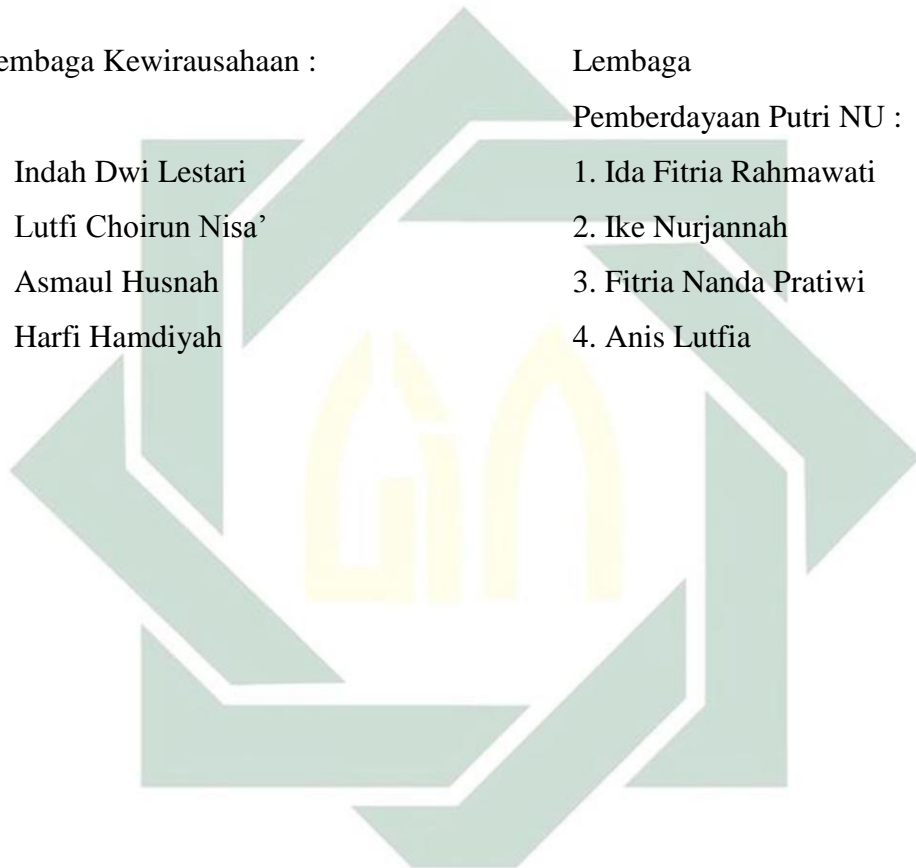 embaga Kewirausahaan :
Indah Dwi Lestari
Lutfi Choirun Nisa’
Asmaul Husnah
Harfi Hamdiyah
Lembaga
Pemberdayaan Putri NU :
1. Ida Fitria Rahmawati
2. Ike Nurjannah
3. Fitria Nanda Pratiwi
4. Anis Lutfia